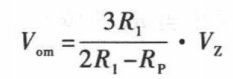 V_om = 3R_1 / (2R_1 − R_P) · V_Z